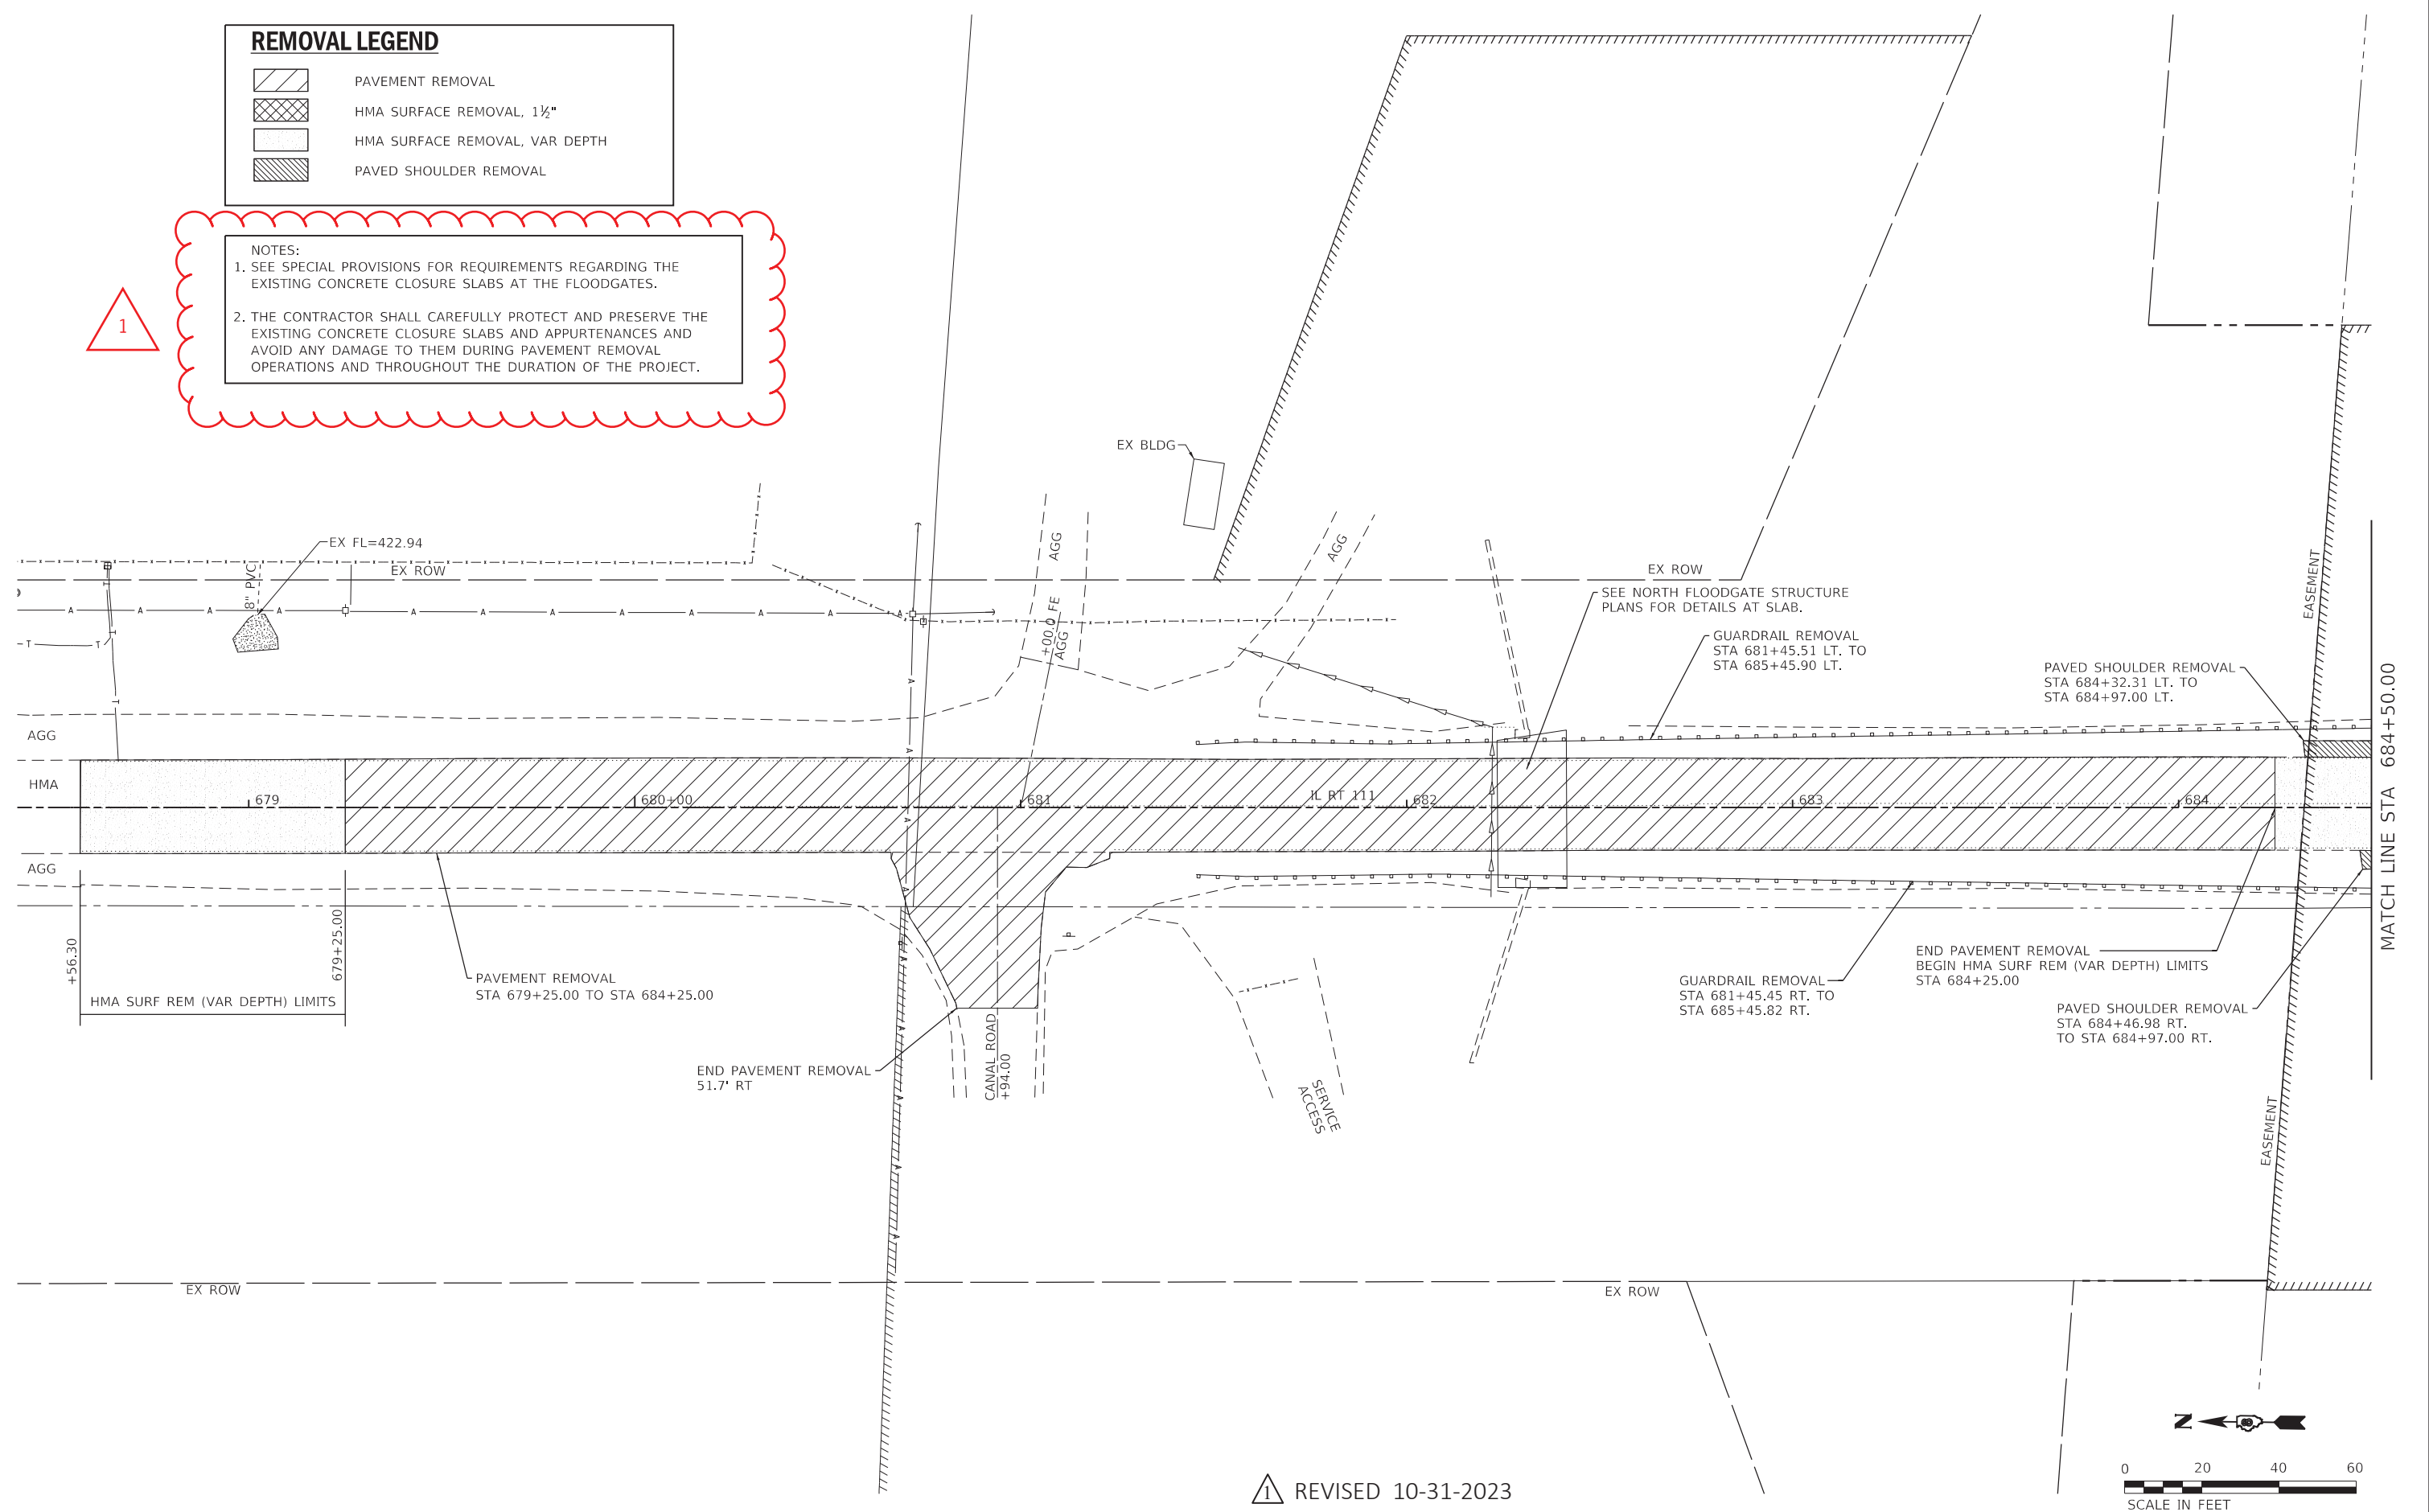 REMOVAL LEGEND
PAVEMENT REMOVAL
HMA SURFACE REMOVAL, 1½"
HMA SURFACE REMOVAL, VAR DEPTH
PAVED SHOULDER REMOVAL
NOTES:
1. SEE SPECIAL PROVISIONS FOR REQUIREMENTS REGARDING THE
EXISTING CONCRETE CLOSURE SLABS AT THE FLOODGATES.
2. THE CONTRACTOR SHALL CAREFULLY PROTECT AND PRESERVE THE
EXISTING CONCRETE CLOSURE SLABS AND APPURTENANCES AND
AVOID ANY DAMAGE TO THEM DURING PAVEMENT REMOVAL
OPERATIONS AND THROUGHOUT THE DURATION OF THE PROJECT.
1
EX BLDG
EX FL=422.94
8" PVC
EX ROW
AGG
+00.0 FE
AGG
AGG
EX ROW
EASEMENT
SEE NORTH FLOODGATE STRUCTURE
PLANS FOR DETAILS AT SLAB.
GUARDRAIL REMOVAL
STA 681+45.51 LT. TO
STA 685+45.90 LT.
PAVED SHOULDER REMOVAL
STA 684+32.31 LT. TO
STA 684+97.00 LT.
MATCH LINE STA 684+50.00
A A A A A A A A A A A
T T
T
T
T
A
A
A
A
AGG
HMA
AGG
679
680+00
681
IL RT 111
682
683
684
+56.30
679+25.00
HMA SURF REM (VAR DEPTH) LIMITS
PAVEMENT REMOVAL
STA 679+25.00 TO STA 684+25.00
END PAVEMENT REMOVAL
51.7' RT
CANAL ROAD
+94.00
SERVICE
ACCESS
A
A
A
A
A
GUARDRAIL REMOVAL
STA 681+45.45 RT. TO
STA 685+45.82 RT.
END PAVEMENT REMOVAL
BEGIN HMA SURF REM (VAR DEPTH) LIMITS
STA 684+25.00
PAVED SHOULDER REMOVAL
STA 684+46.98 RT.
TO STA 684+97.00 RT.
EASEMENT
EX ROW
EX ROW
N
1 REVISED 10-31-2023
0 20 40 60
SCALE IN FEET